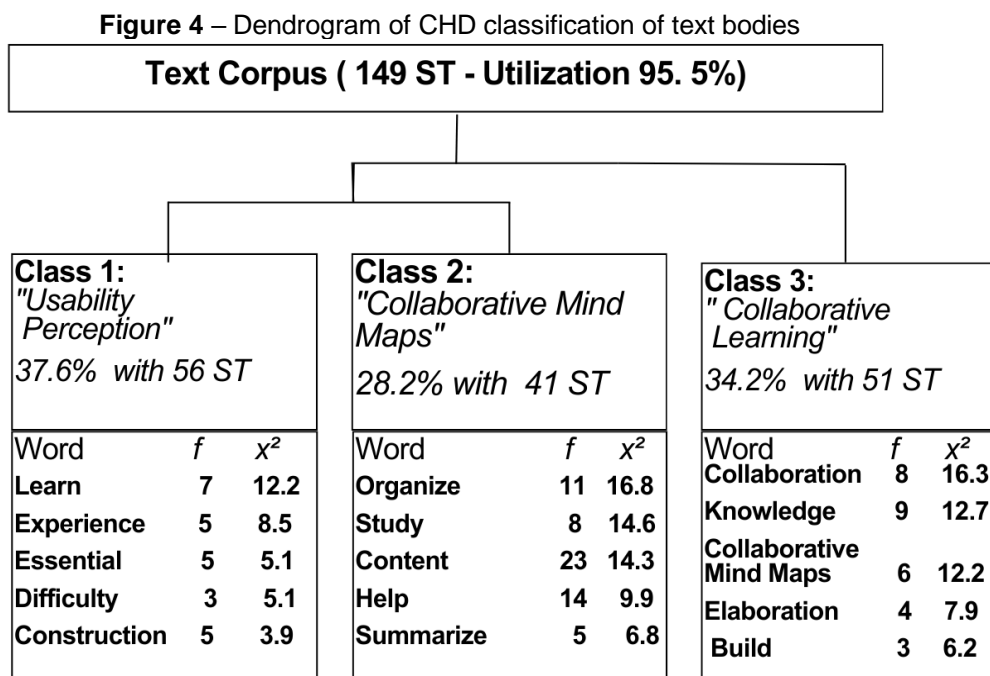 Figure 4 – Dendrogram of CHD classification of text bodies
Text Corpus ( 149 ST - Utilization 95. 5%)
Class 1:
"Usability
Perception"
37.6% with 56 ST
Word f x²
Learn 7 12.2
Experience 5 8.5
Essential 5 5.1
Difficulty 3 5.1
Construction 5 3.9
Class 2:
"Collaborative Mind
Maps"
28.2% with 41 ST
Word f x²
Organize 11 16.8
Study 8 14.6
Content 23 14.3
Help 14 9.9
Summarize 5 6.8
Class 3:
" Collaborative
Learning"
34.2% with 51 ST
Word f x²
Collaboration 8 16.3
Knowledge 9 12.7
Collaborative
Mind Maps 6 12.2
Elaboration 4 7.9
Build 3 6.2